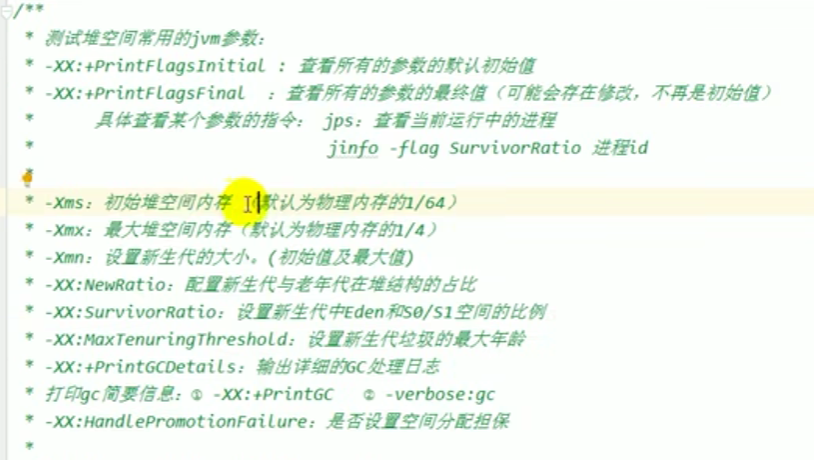 /**
* 测试堆空间常用的jvm参数：
* -XX:+PrintFlagsInitial : 查看所有的参数的默认初始值
* -XX:+PrintFlagsFinal ：查看所有的参数的最终值（可能会存在修改，不再是初始值）
* 具体查看某个参数的指令： jps：查看当前运行中的进程
* jinfo -flag SurvivorRatio 进程id
*
* -Xms：初始堆空间内存 （默认为物理内存的1/64）
* -Xmx：最大堆空间内存（默认为物理内存的1/4）
* -Xmn：设置新生代的大小。(初始值及最大值)
* -XX:NewRatio：配置新生代与老年代在堆结构的占比
* -XX:SurvivorRatio：设置新生代中Eden和S0/S1空间的比例
* -XX:MaxTenuringThreshold：设置新生代垃圾的最大年龄
* -XX:+PrintGCDetails：输出详细的GC处理日志
* 打印gc简要信息：① -XX:+PrintGC ② -verbose:gc
* -XX:HandlePromotionFailure：是否设置空间分配担保
*